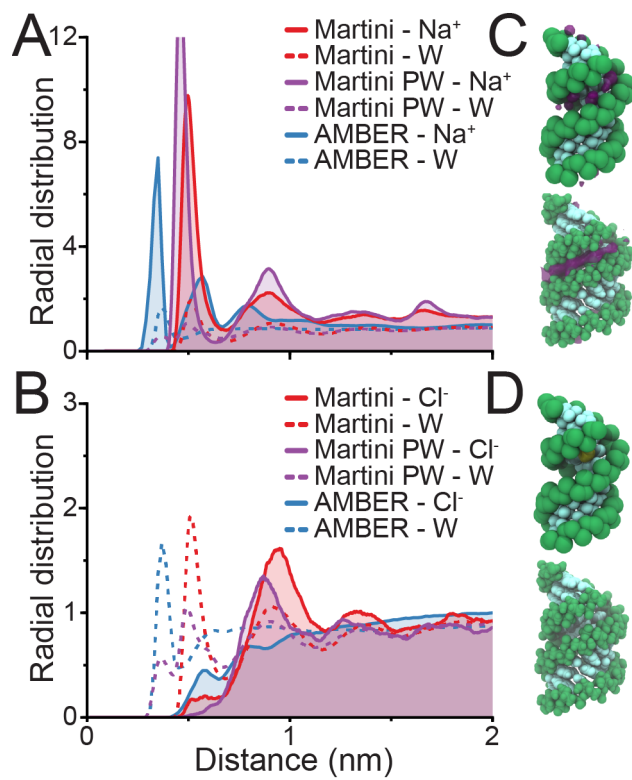 A
C
12
8
4
0
Radial distribution
Martini - Na⁺
Martini - W
Martini PW - Na⁺
Martini PW - W
AMBER - Na⁺
AMBER - W
B
D
3
2
1
0
Radial distribution
Martini - Cl⁻
Martini - W
Martini PW - Cl⁻
Martini PW - W
AMBER - Cl⁻
AMBER - W
0
1
2
Distance (nm)